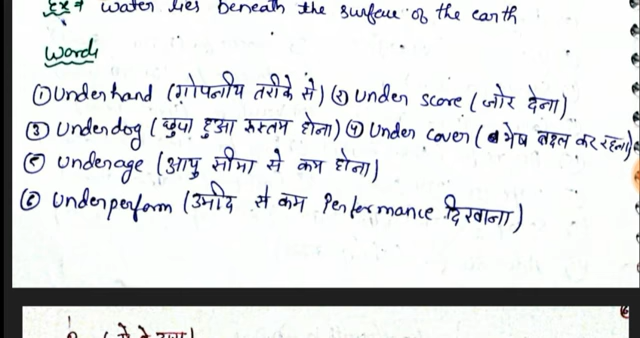 Ex → water lies beneath the surface of the earth
Words
① Underhand (गोपनीय तरीके से) ② Under score (जोर देना)
③ Underdog (छुपा हुआ रुस्तम होना) ④ Under cover (भेष बदल कर रहना)
⑤ Underage (आयु सीमा से कम होना)
⑥ Underperform (उम्मीद से कम Performance दिखाना)